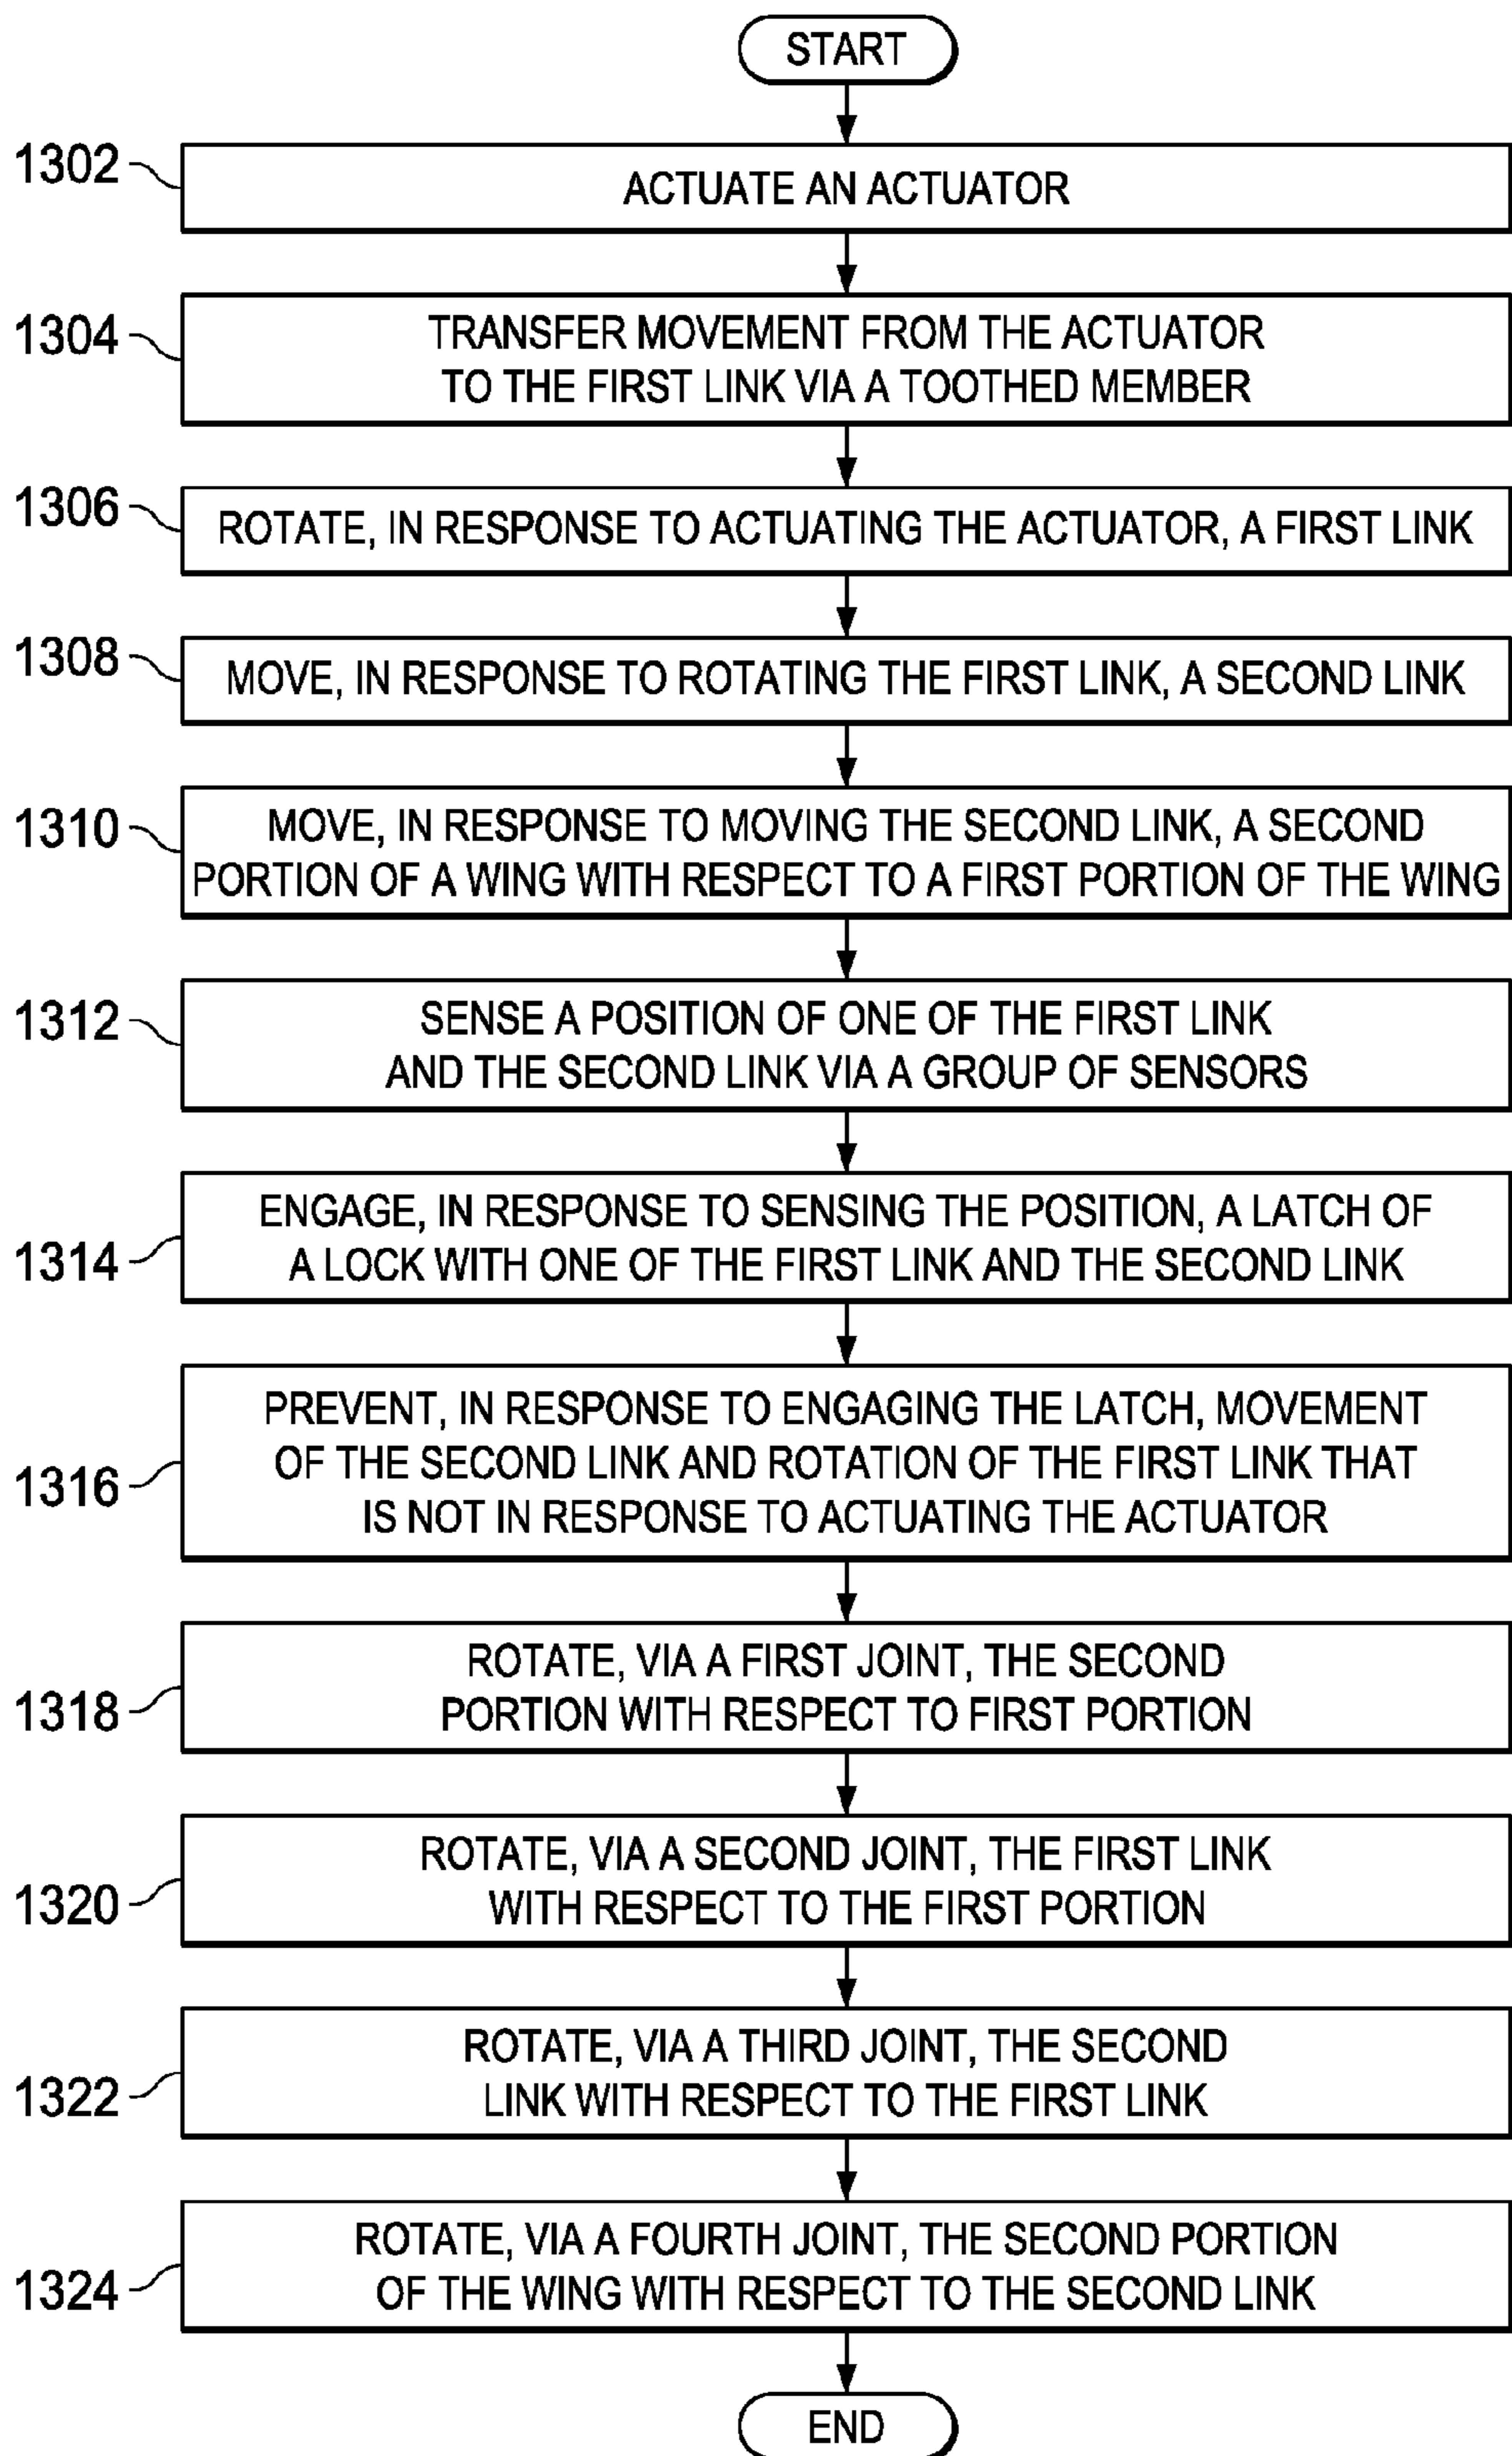 START
1302
ACTUATE AN ACTUATOR
1304
TRANSFER MOVEMENT FROM THE ACTUATOR
TO THE FIRST LINK VIA A TOOTHED MEMBER
1306
ROTATE, IN RESPONSE TO ACTUATING THE ACTUATOR, A FIRST LINK
1308
MOVE, IN RESPONSE TO ROTATING THE FIRST LINK, A SECOND LINK
1310
MOVE, IN RESPONSE TO MOVING THE SECOND LINK, A SECOND
PORTION OF A WING WITH RESPECT TO A FIRST PORTION OF THE WING
1312
SENSE A POSITION OF ONE OF THE FIRST LINK
AND THE SECOND LINK VIA A GROUP OF SENSORS
1314
ENGAGE, IN RESPONSE TO SENSING THE POSITION, A LATCH OF
A LOCK WITH ONE OF THE FIRST LINK AND THE SECOND LINK
1316
PREVENT, IN RESPONSE TO ENGAGING THE LATCH, MOVEMENT
OF THE SECOND LINK AND ROTATION OF THE FIRST LINK THAT
IS NOT IN RESPONSE TO ACTUATING THE ACTUATOR
1318
ROTATE, VIA A FIRST JOINT, THE SECOND
PORTION WITH RESPECT TO FIRST PORTION
1320
ROTATE, VIA A SECOND JOINT, THE FIRST LINK
WITH RESPECT TO THE FIRST PORTION
1322
ROTATE, VIA A THIRD JOINT, THE SECOND
LINK WITH RESPECT TO THE FIRST LINK
1324
ROTATE, VIA A FOURTH JOINT, THE SECOND PORTION
OF THE WING WITH RESPECT TO THE SECOND LINK
END